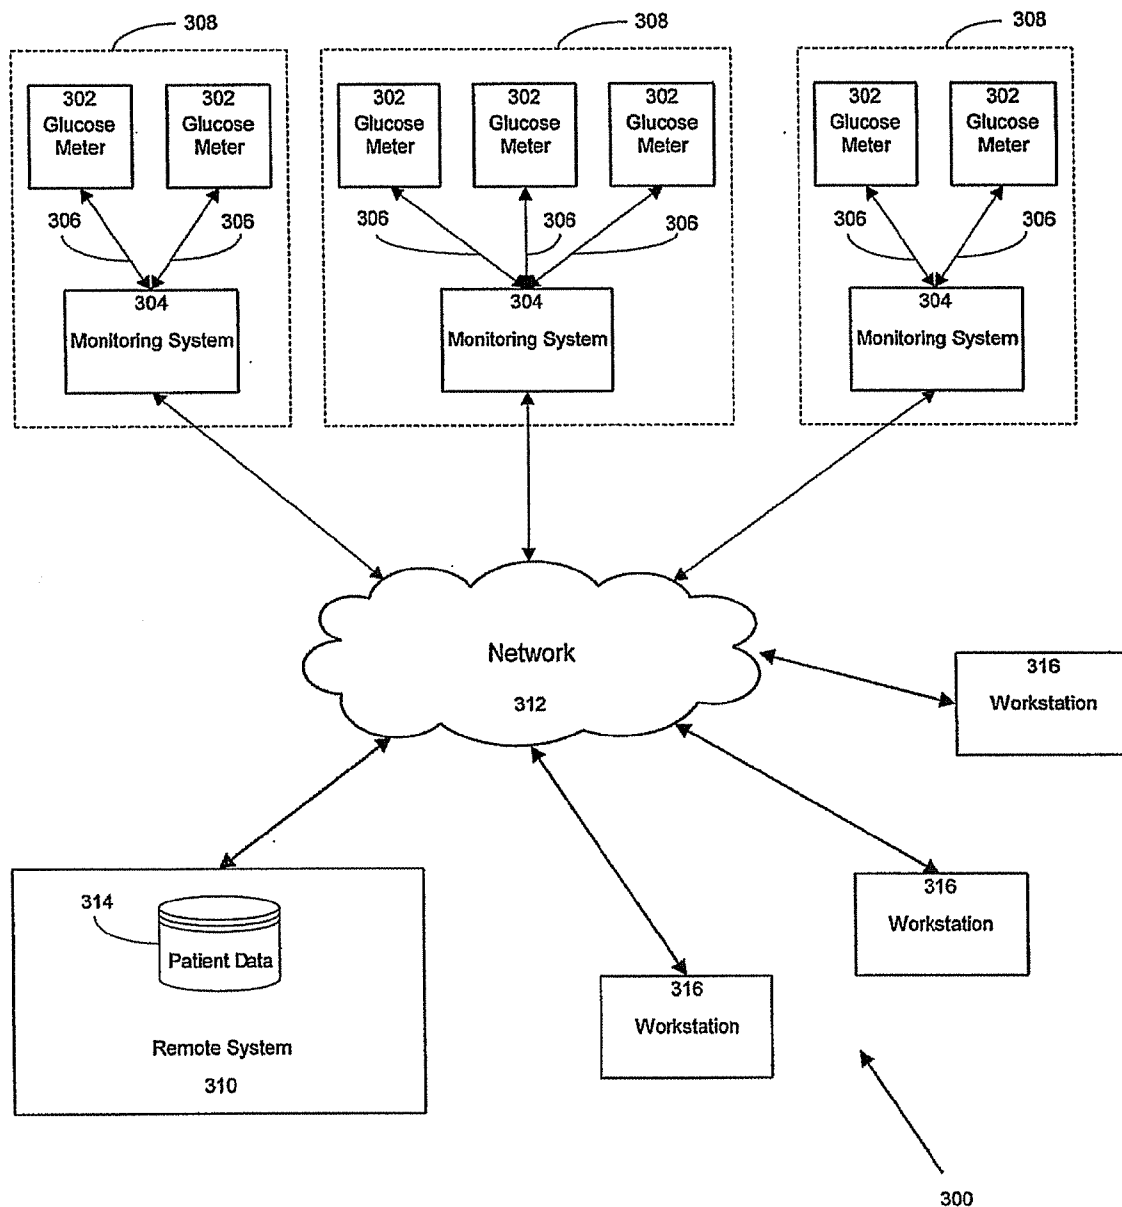 308
308
308
302
Glucose
Meter
302
Glucose
Meter
302
Glucose
Meter
302
Glucose
Meter
302
Glucose
Meter
302
Glucose
Meter
302
Glucose
Meter
306
306
306
306
306
306
306
304
Monitoring System
304
Monitoring System
304
Monitoring System
Network
312
316
Workstation
316
Workstation
316
Workstation
314
Patient Data
Remote System
310
300